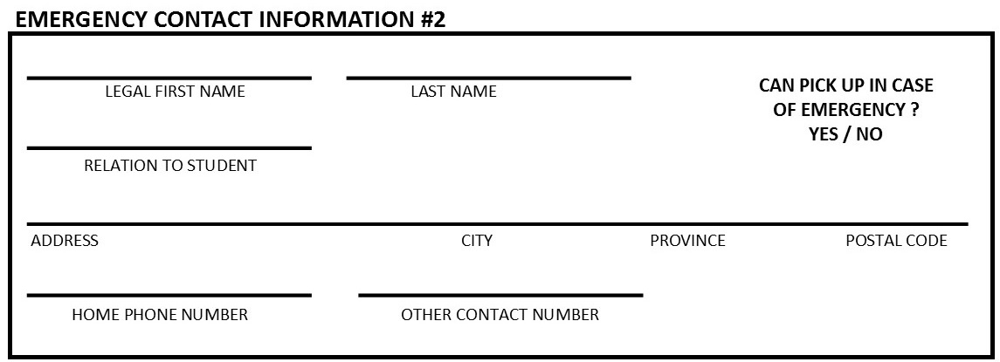 EMERGENCY CONTACT INFORMATION #2
LEGAL FIRST NAME
LAST NAME
CAN PICK UP IN CASE
OF EMERGENCY ?
YES / NO
RELATION TO STUDENT
ADDRESS CITY PROVINCE POSTAL CODE
HOME PHONE NUMBER OTHER CONTACT NUMBER